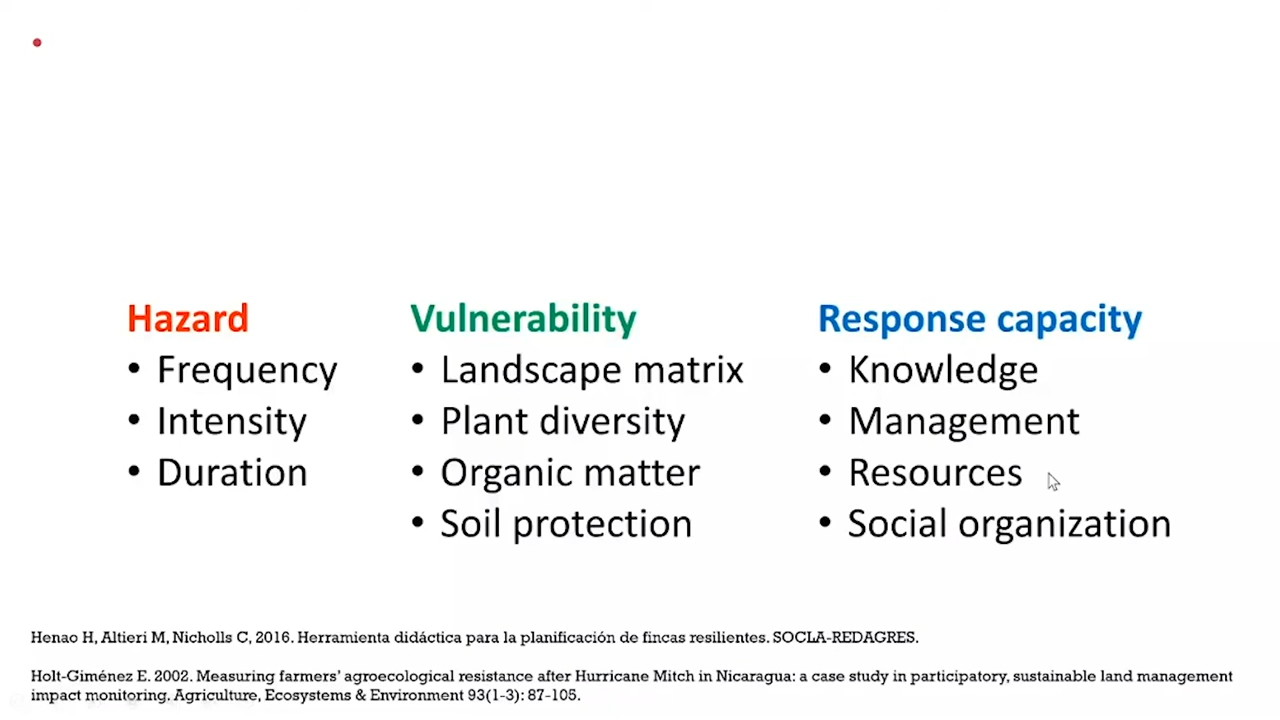 Hazard
• Frequency
• Intensity
• Duration
Vulnerability
• Landscape matrix
• Plant diversity
• Organic matter
• Soil protection
Response capacity
• Knowledge
• Management
• Resources
• Social organization
Henao H, Altieri M, Nicholls C, 2016. Herramienta didáctica para la planificación de fincas resilientes. SOCLA-REDAGRES.
Holt-Giménez E. 2002. Measuring farmers’ agroecological resistance after Hurricane Mitch in Nicaragua: a case study in participatory, sustainable land management
impact monitoring. Agriculture, Ecosystems & Environment 93(1-3): 87-105.